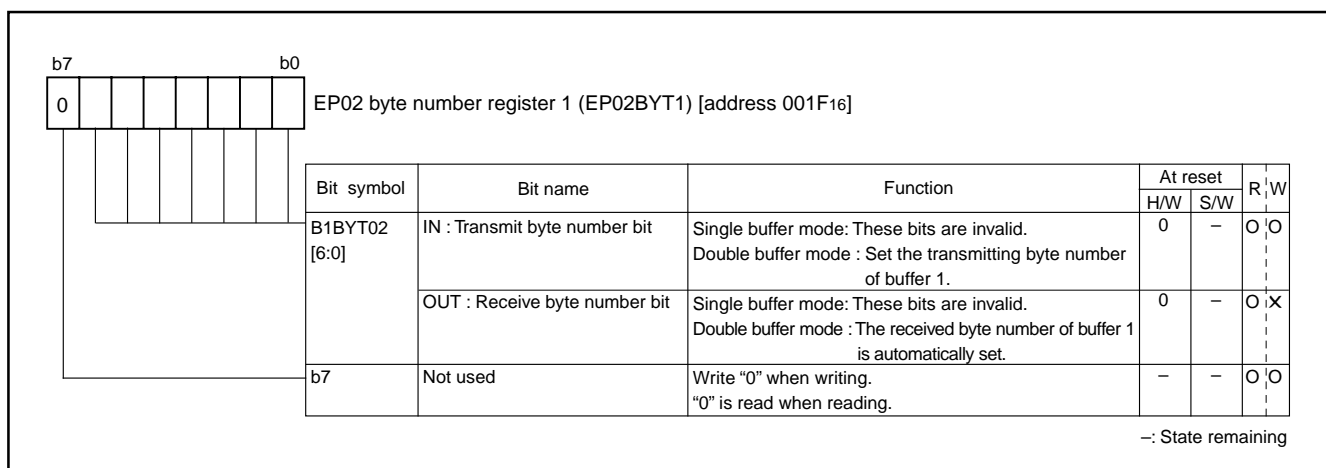 b7 b0
0 EP02 byte number register 1 (EP02BYT1) [address 001F16]
Bit symbol Bit name Function At reset R W
H/W S/W
B1BYT02 IN : Transmit byte number bit Single buffer mode: These bits are invalid. 0 – O O
[6:0] Double buffer mode : Set the transmitting byte number
of buffer 1.
OUT : Receive byte number bit Single buffer mode: These bits are invalid. 0 – O X
Double buffer mode : The received byte number of buffer 1
is automatically set.
b7 Not used Write “0” when writing. – – O O
“0” is read when reading.
–: State remaining